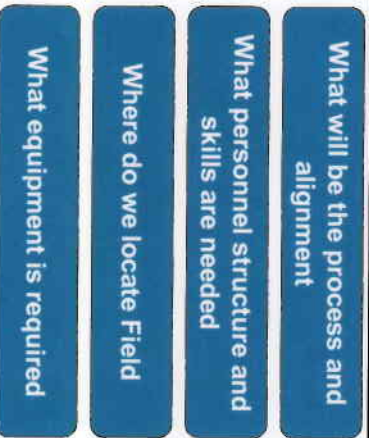 What will be the process and
alignment
What personnel structure and
skills are needed
Where do we locate Field
What equipment is required